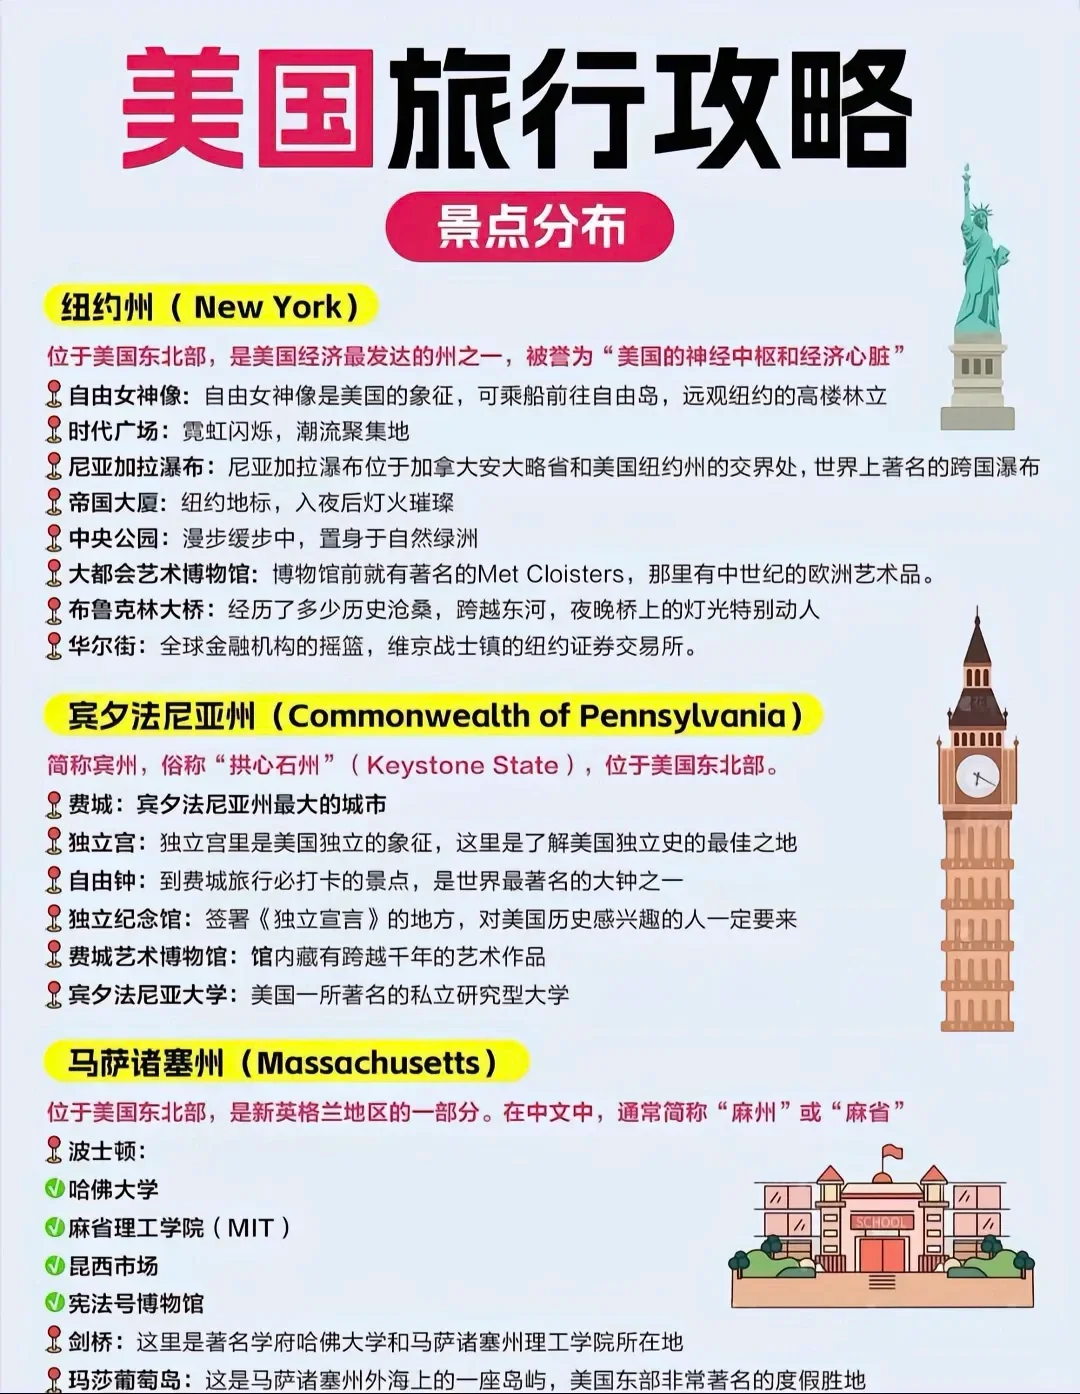 美国旅行攻略
景点分布
纽约州（New York）
位于美国东北部，是美国经济最发达的州之一，被誉为“美国的神经中枢和经济心脏”
自由女神像：自由女神像是美国的象征，可乘船前往自由岛，远观纽约的高楼林立
时代广场：霓虹闪烁，潮流聚集地
尼亚加拉瀑布：尼亚加拉瀑布位于加拿大安大略省和美国纽约州的交界处，世界上著名的跨国瀑布
帝国大厦：纽约地标，入夜后灯火璀璨
中央公园：漫步缓步中，置身于自然绿洲
大都会艺术博物馆：博物馆前就有著名的Met Cloisters，那里有中世纪的欧洲艺术品。
布鲁克林大桥：经历了多少历史沧桑，跨越东河，夜晚桥上的灯光特别动人
华尔街：全球金融机构的摇篮，维京战士镇的纽约证券交易所。
宾夕法尼亚州（Commonwealth of Pennsylvania）
简称宾州，俗称“拱心石州”（Keystone State），位于美国东北部。
费城：宾夕法尼亚州最大的城市
独立宫：独立宫里是美国独立的象征，这里是了解美国独立史的最佳之地
自由钟：到费城旅行必打卡的景点，是世界最著名的大钟之一
独立纪念馆：签署《独立宣言》的地方，对美国历史感兴趣的人一定要来
费城艺术博物馆：馆内藏有跨越千年的艺术作品
宾夕法尼亚大学：美国一所著名的私立研究型大学
马萨诸塞州（Massachusetts）
位于美国东北部，是新英格兰地区的一部分。在中文中，通常简称“麻州”或“麻省”
波士顿：
哈佛大学
麻省理工学院（MIT）
昆西市场
宪法号博物馆
SCHOOL
剑桥：这里是著名学府哈佛大学和马萨诸塞州理工学院所在地
玛莎葡萄岛：这是马萨诸塞州外海上的一座岛屿，美国东部非常著名的度假胜地